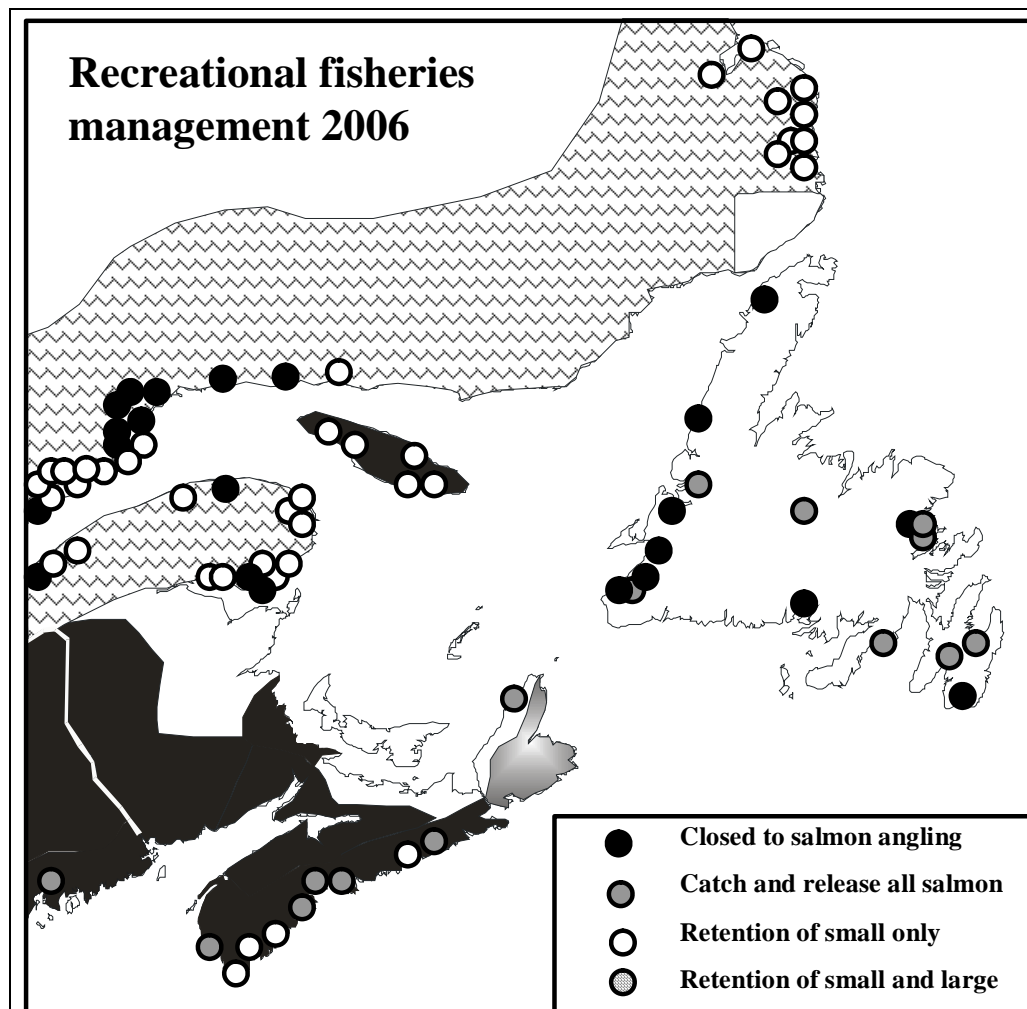 Recreational fisheries
management 2006
Closed to salmon angling
Catch and release all salmon
Retention of small only
Retention of small and large